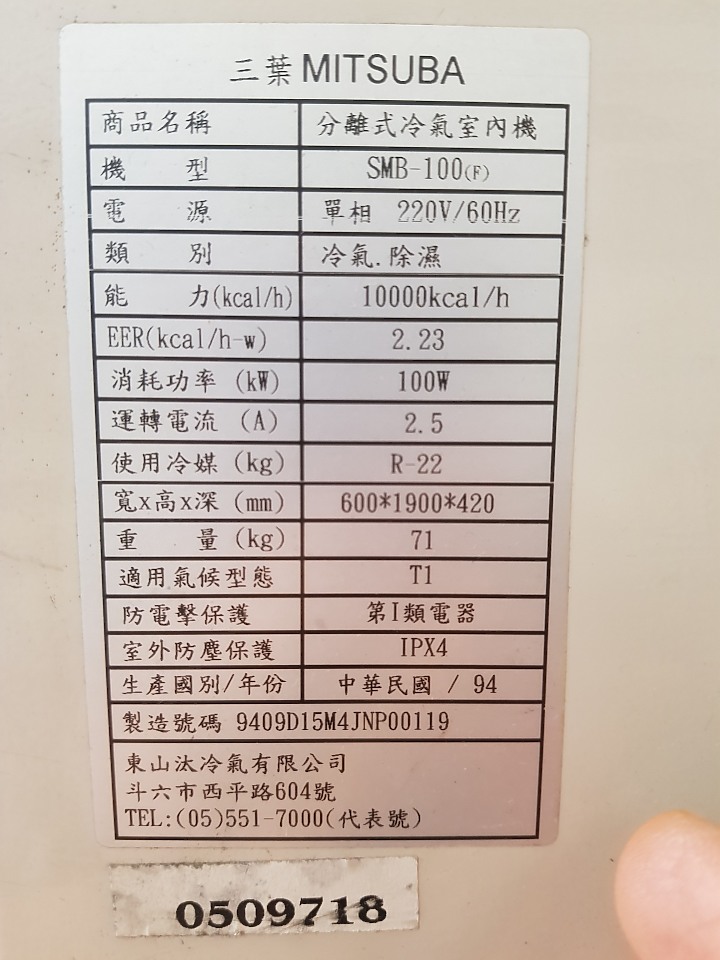 三葉 MITSUBA
商品名稱 分離式冷氣室內機
機 型 SMB-100(F)
電 源 單相 220V/60Hz
類 別 冷氣.除濕
能 力(kcal/h) 10000kcal/h
EER(kcal/h-w) 2.23
消耗功率 (kW) 100W
運轉電流 (A) 2.5
使用冷媒 (kg) R-22
寬x高x深 (mm) 600*1900*420
重 量 (kg) 71
適用氣候型態 T1
防電擊保護 第I類電器
室外防塵保護 IPX4
生產國別/年份 中華民國 / 94
製造號碼 9409D15M4JNP00119
東山汰冷氣有限公司
斗六市西平路604號
TEL:(05)551-7000(代表號)
0509718